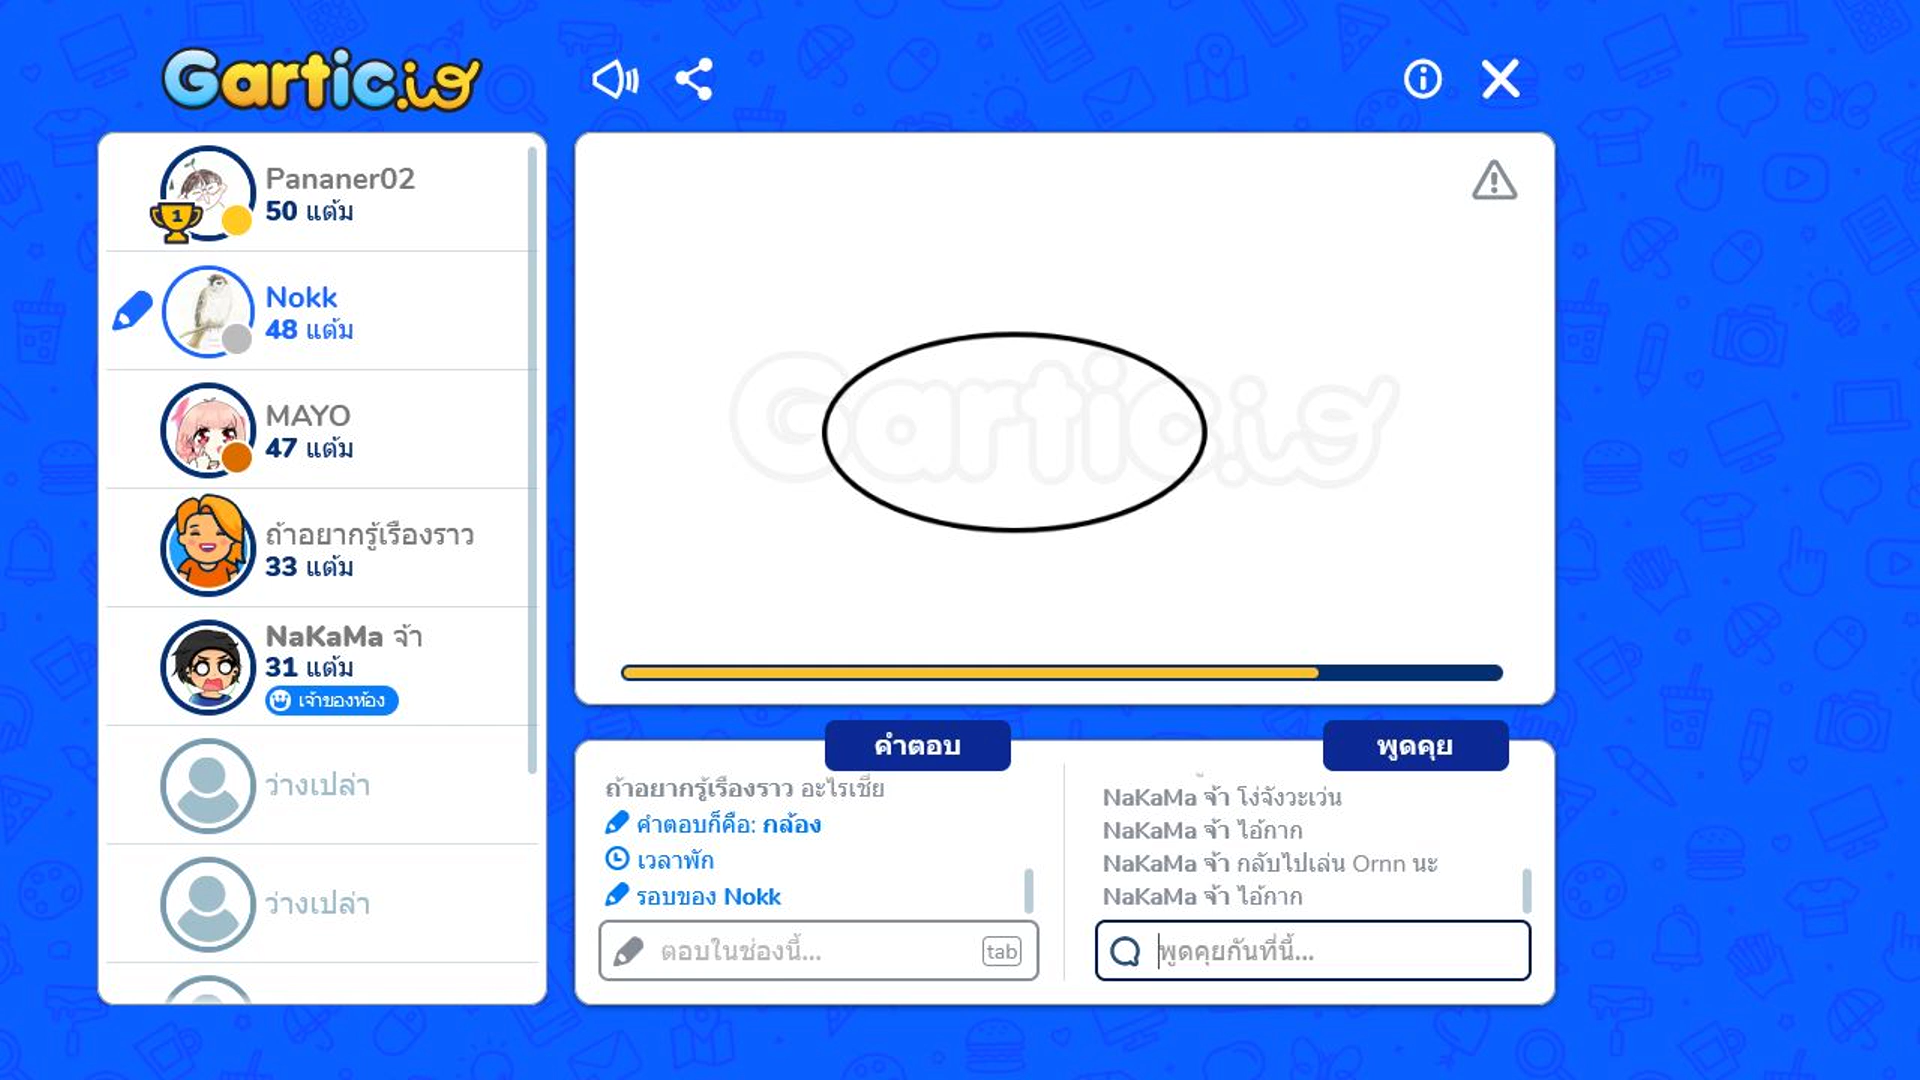 Gartic.io
Pananer02
50 แต้ม
1
Nokk
48 แต้ม
MAYO
47 แต้ม
ถ้าอยากรู้เรื่องราว
33 แต้ม
NaKaMa จ้า
31 แต้ม
เจ้าของห้อง
ว่างเปล่า
ว่างเปล่า
Gartic.io
คำตอบ
ถ้าอยากรู้เรื่องราว อะไรเชี่ย
คำตอบก็คือ: กล้อง
เวลาพัก
รอบของ Nokk
ตอบในช่องนี้...
tab
พูดคุย
NaKaMa จ้า โง่จังวะเว่น
NaKaMa จ้า ไอ้กาก
NaKaMa จ้า กลับไปเล่น Ornn นะ
NaKaMa จ้า ไอ้กาก
พูดคุยกันที่นี้...